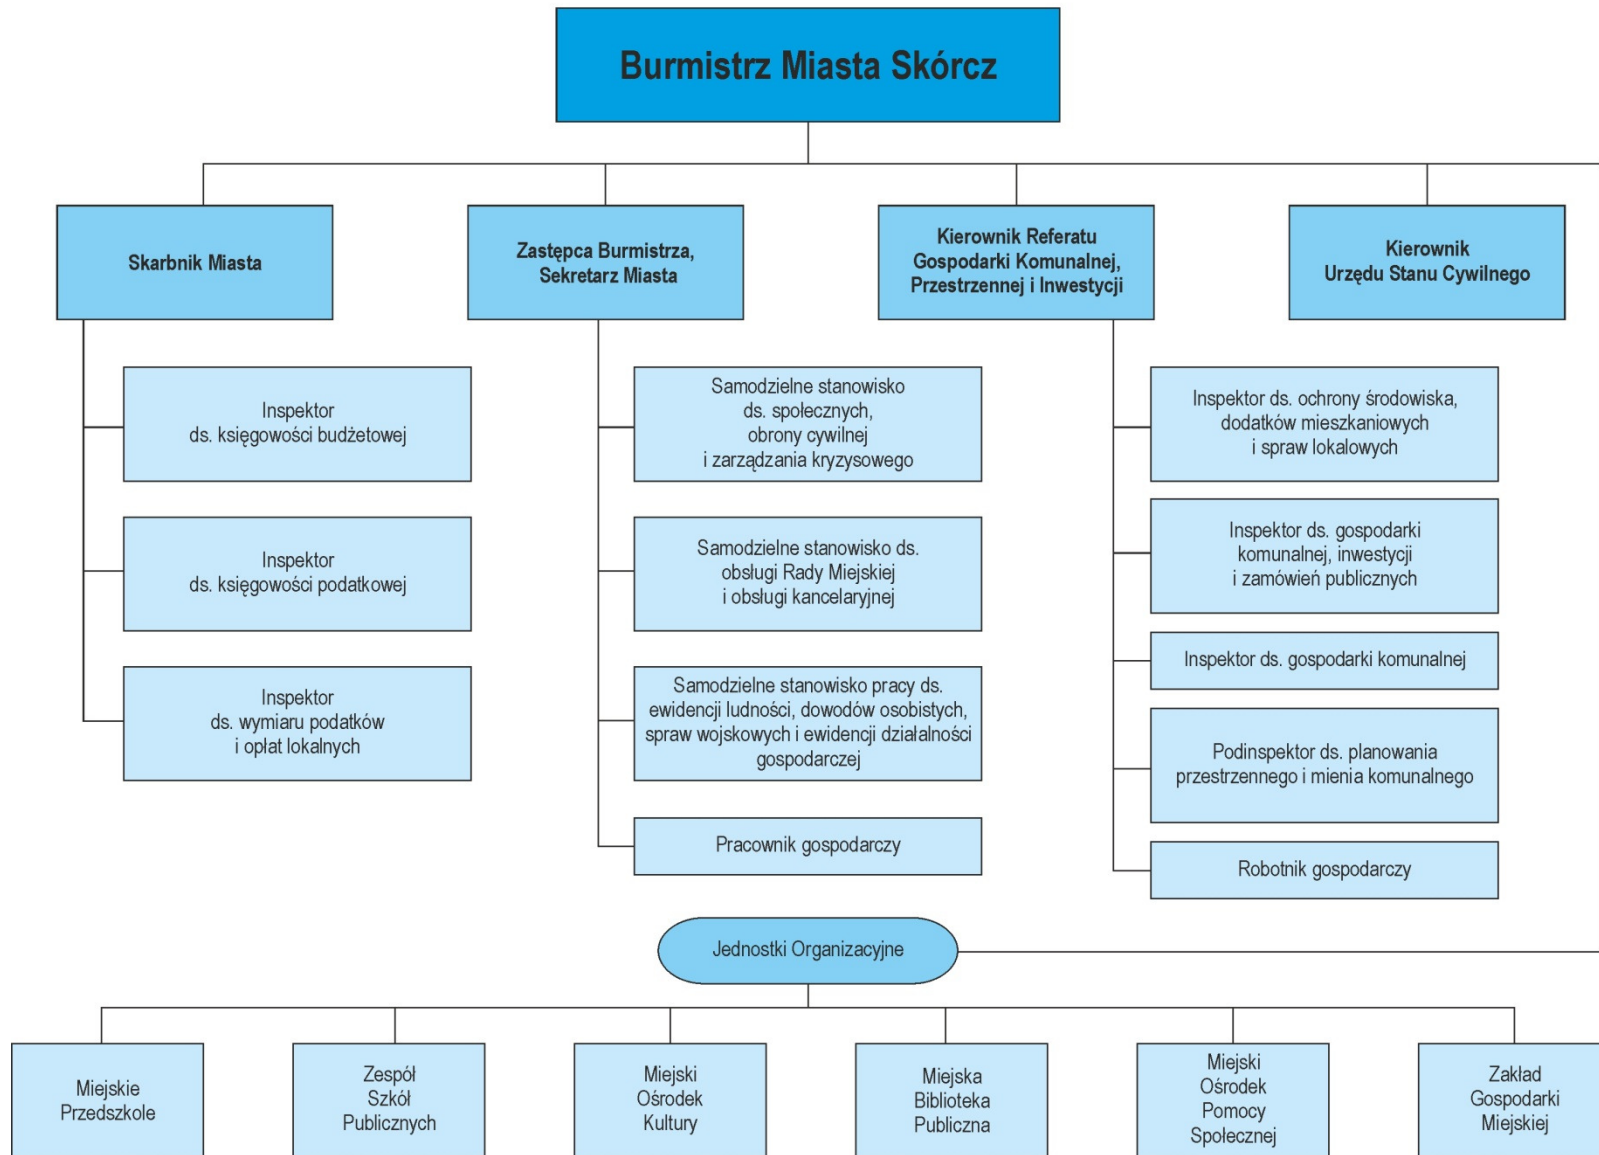 Burmistrz Miasta Skórcz
Skarbnik Miasta
Zastępca Burmistrza,
Sekretarz Miasta
Kierownik Referatu
Gospodarki Komunalnej,
Przestrzennej i Inwestycji
Kierownik
Urzędu Stanu Cywilnego
Inspektor
ds. księgowości budżetowej
Inspektor
ds. księgowości podatkowej
Inspektor
ds. wymiaru podatków
i opłat lokalnych
Samodzielne stanowisko
ds. społecznych,
obrony cywilnej
i zarządzania kryzysowego
Samodzielne stanowisko ds.
obsługi Rady Miejskiej
i obsługi kancelaryjnej
Samodzielne stanowisko pracy ds.
ewidencji ludności, dowodów osobistych,
spraw wojskowych i ewidencji działalności
gospodarczej
Pracownik gospodarczy
Inspektor ds. ochrony środowiska,
dodatków mieszkaniowych
i spraw lokalowych
Inspektor ds. gospodarki
komunalnej, inwestycji
i zamówień publicznych
Inspektor ds. gospodarki komunalnej
Podinspektor ds. planowania
przestrzennego i mienia komunalnego
Robotnik gospodarczy
Jednostki Organizacyjne
Miejskie
Przedszkole
Zespół
Szkół
Publicznych
Miejski
Ośrodek
Kultury
Miejska
Biblioteka
Publiczna
Miejski
Ośrodek
Pomocy
Społecznej
Zakład
Gospodarki
Miejskiej